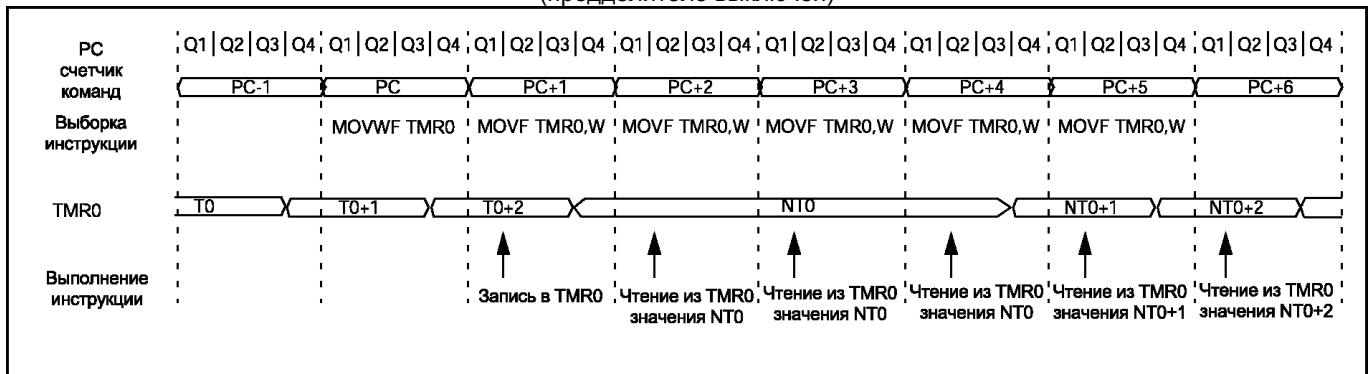 (предделитель выключен)
PC счетчик команд
Q1 Q2 Q3 Q4 Q1 Q2 Q3 Q4 Q1 Q2 Q3 Q4 Q1 Q2 Q3 Q4 Q1 Q2 Q3 Q4 Q1 Q2 Q3 Q4 Q1 Q2 Q3 Q4 Q1 Q2 Q3 Q4
PC-1 PC PC+1 PC+2 PC+3 PC+4 PC+5 PC+6
Выборка
инструкции
MOVWF TMR0 MOVF TMR0,W MOVF TMR0,W MOVF TMR0,W MOVF TMR0,W MOVF TMR0,W
TMR0
T0 T0+1 T0+2 NT0 NT0+1 NT0+2
Выполнение
инструкции
Запись в TMR0
Чтение из TMR0
значения NT0
Чтение из TMR0
значения NT0
Чтение из TMR0
значения NT0
Чтение из TMR0
значения NT0+1
Чтение из TMR0
значения NT0+2